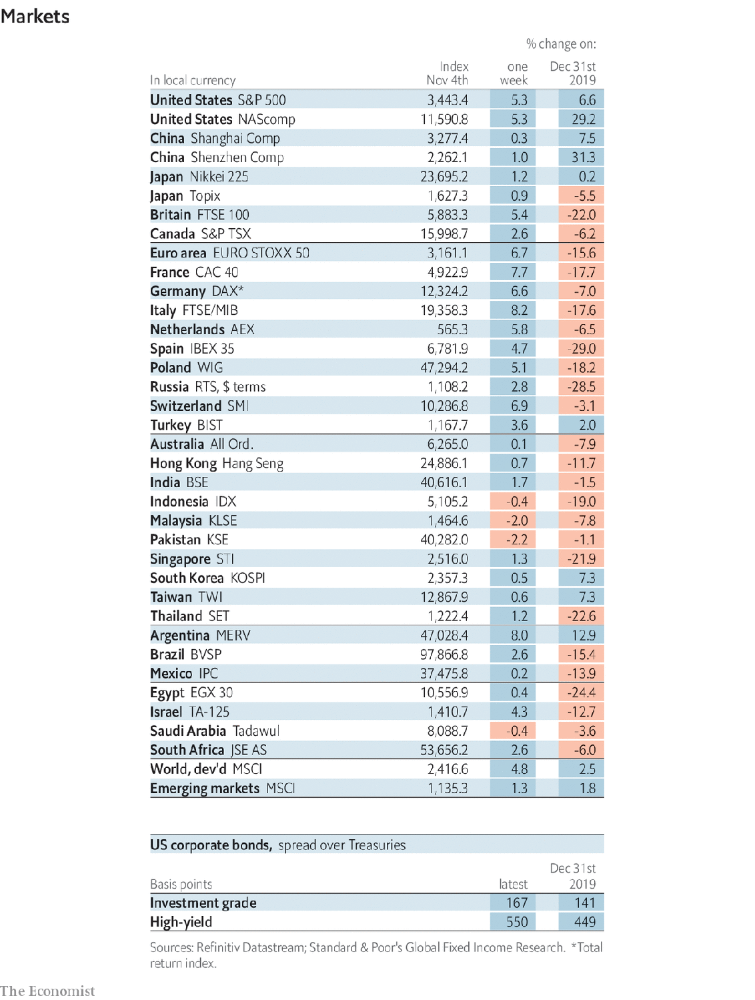 Markets
% change on:
Index one Dec 31st
In local currency Nov 4th week 2019
United States S&P 500 3,443.4 5.3 6.6
United States NAScomp 11,590.8 5.3 29.2
China Shanghai Comp 3,277.4 0.3 7.5
China Shenzhen Comp 2,262.1 1.0 31.3
Japan Nikkei 225 23,695.2 1.2 0.2
Japan Topix 1,627.3 0.9 -5.5
Britain FTSE 100 5,883.3 5.4 -22.0
Canada S&P TSX 15,998.7 2.6 -6.2
Euro area EURO STOXX 50 3,161.1 6.7 -15.6
France CAC 40 4,922.9 7.7 -17.7
Germany DAX* 12,324.2 6.6 -7.0
Italy FTSE/MIB 19,358.3 8.2 -17.6
Netherlands AEX 565.3 5.8 -6.5
Spain IBEX 35 6,781.9 4.7 -29.0
Poland WIG 47,294.2 5.1 -18.2
Russia RTS, $ terms 1,108.2 2.8 -28.5
Switzerland SMI 10,286.8 6.9 -3.1
Turkey BIST 1,167.7 3.6 2.0
Australia All Ord. 6,265.0 0.1 -7.9
Hong Kong Hang Seng 24,886.1 0.7 -11.7
India BSE 40,616.1 1.7 -1.5
Indonesia IDX 5,105.2 -0.4 -19.0
Malaysia KLSE 1,464.6 -2.0 -7.8
Pakistan KSE 40,282.0 -2.2 -1.1
Singapore STI 2,516.0 1.3 -21.9
South Korea KOSPI 2,357.3 0.5 7.3
Taiwan TWI 12,867.9 0.6 7.3
Thailand SET 1,222.4 1.2 -22.6
Argentina MERV 47,028.4 8.0 12.9
Brazil BVSP 97,866.8 2.6 -15.4
Mexico IPC 37,475.8 0.2 -13.9
Egypt EGX 30 10,556.9 0.4 -24.4
Israel TA-125 1,410.7 4.3 -12.7
Saudi Arabia Tadawul 8,088.7 -0.4 -3.6
South Africa JSE AS 53,656.2 2.6 -6.0
World, dev'd MSCI 2,416.6 4.8 2.5
Emerging markets MSCI 1,135.3 1.3 1.8
US corporate bonds, spread over Treasuries
Dec 31st
Basis points latest 2019
Investment grade 167 141
High-yield 550 449
Sources: Refinitiv Datastream; Standard & Poor's Global Fixed Income Research. *Total
return index.
The Economist